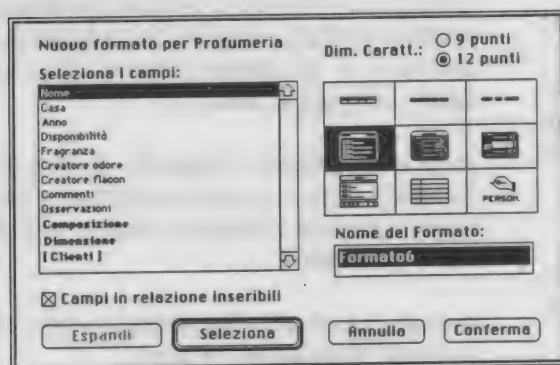 Nuovo formato per Profumeria
Dim. Caratt.:
9 punti
12 punti
Seleziona i campi:
Nome
Casa
Anno
Disponibilità
Fragranza
Creatore odore
Creatore flacon
Commenti
Osservazioni
Composizione
Dimensione
[Clienti]
PERSON.
Nome del Formato:
Formato6
Campi in relazione inseribili
Espandi
Seleziona
Annulla
Conferma